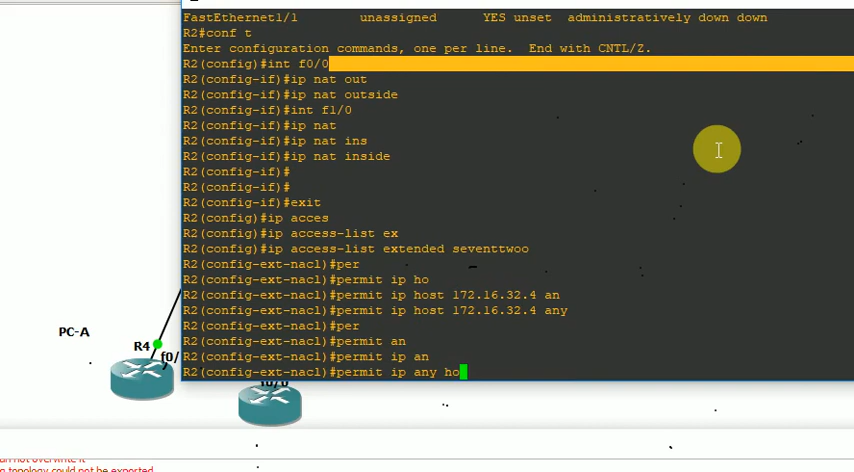 FastEthernet1/1 unassigned YES unset administratively down down
R2#conf t
Enter configuration commands, one per line. End with CNTL/Z.
R2(config)#int f0/0
R2(config-if)#ip nat out
R2(config-if)#ip nat outside
R2(config-if)#int f1/0
R2(config-if)#ip nat
R2(config-if)#ip nat ins
R2(config-if)#ip nat inside
R2(config-if)#
R2(config-if)#
R2(config-if)#exit
R2(config)#ip acces
R2(config)#ip access-list ex
R2(config)#ip access-list extended seventtwoo
R2(config-ext-nacl)#per
R2(config-ext-nacl)#permit ip ho
R2(config-ext-nacl)#permit ip host 172.16.32.4 an
R2(config-ext-nacl)#permit ip host 172.16.32.4 any
R2(config-ext-nacl)#per
R2(config-ext-nacl)#permit an
R2(config-ext-nacl)#permit ip an
R2(config-ext-nacl)#permit ip any ho
PC-A
R4
f0/
f0/0
not overwrite it
topology could not be exported